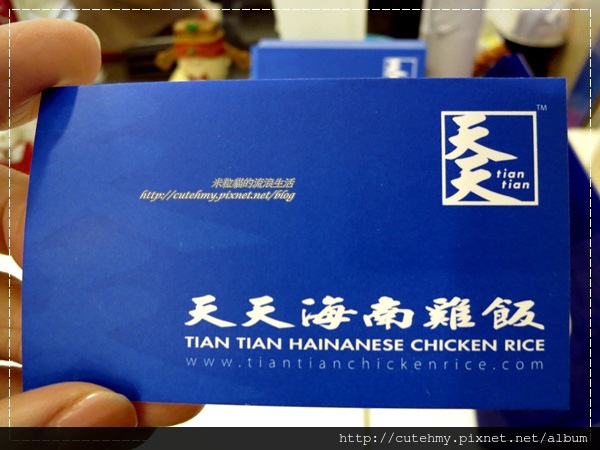 天天
tian
tian
TM
米粒貓的流浪生活
http://cutehmy.pixnet.net/blog
天天海南雞飯
TIAN TIAN HAINANESE CHICKEN RICE
www.tiantianchickenrice.com
http://cutehmy.pixnet.net/album